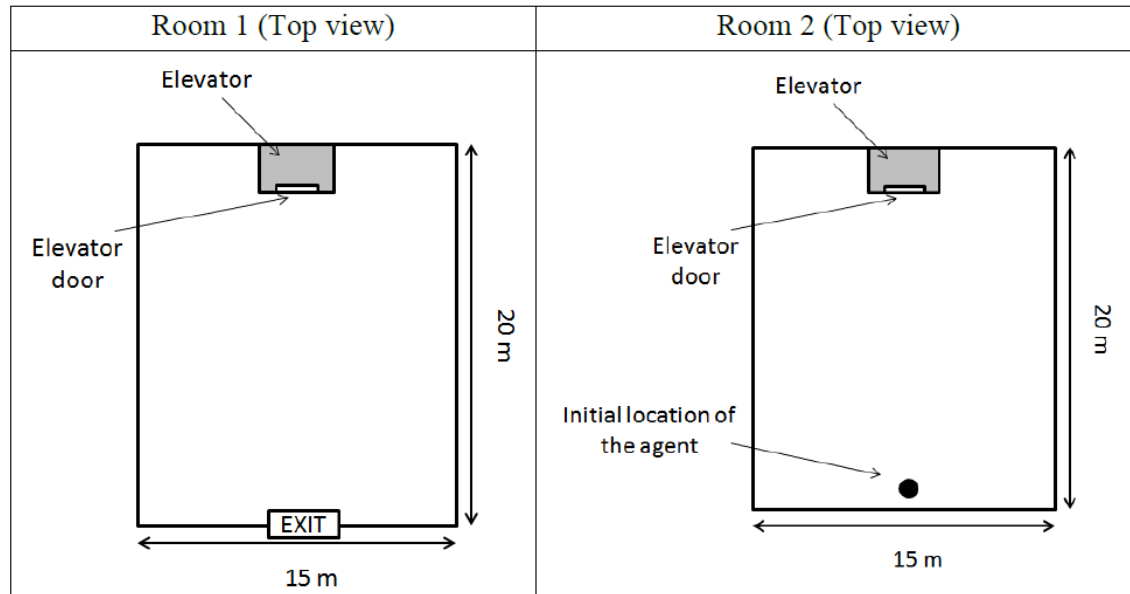 Room 1 (Top view)
Elevator
Elevator
door
20 m
EXIT
15 m
Room 2 (Top view)
Elevator
Elevator
door
20 m
Initial location of
the agent
15 m